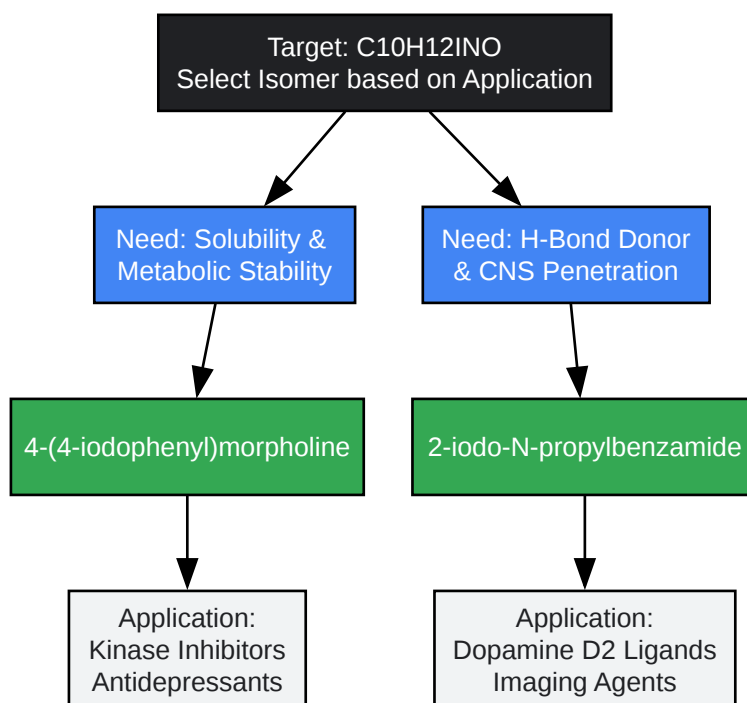 Target: C10H12INO
Select Isomer based on Application
Need: Solubility &
Metabolic Stability
Need: H-Bond Donor
& CNS Penetration
4-(4-iodophenyl)morpholine
2-iodo-N-propylbenzamide
Application:
Kinase Inhibitors
Antidepressants
Application:
Dopamine D2 Ligands
Imaging Agents